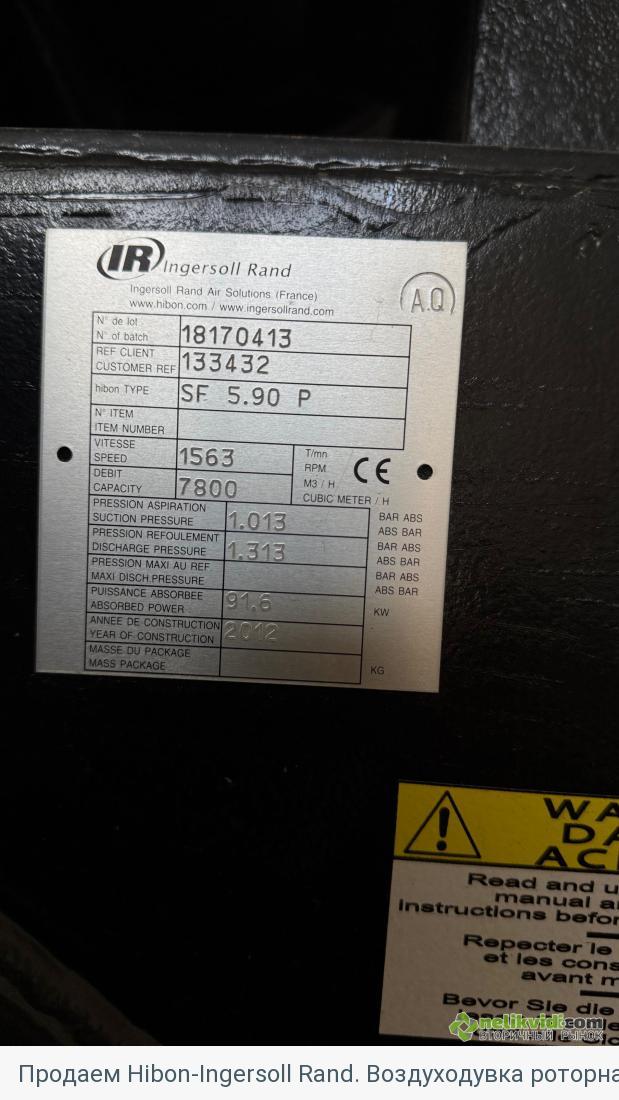 IR Ingersoll Rand
Ingersoll Rand Air Solutions (France)
www.hibon.com / www.ingersollrand.com
A.Q
N° de lot
N° of batch
18170413
REF CLIENT
CUSTOMER REF
133432
hibon TYPE
SF 5.90 P
N° ITEM
ITEM NUMBER
VITESSE
SPEED
1563
T/mn
RPM
CE
DEBIT
CAPACITY
7800
M3 / H
CUBIC METER / H
PRESSION ASPIRATION
SUCTION PRESSURE
1.013
BAR ABS
ABS BAR
PRESSION REFOULEMENT
DISCHARGE PRESSURE
1.313
BAR ABS
ABS BAR
PRESSION MAXI AU REF
MAXI DISCH.PRESSURE
BAR ABS
ABS BAR
PUISSANCE ABSORBEE
ABSORBED POWER
91,6
KW
ANNEE DE CONSTRUCTION
YEAR OF CONSTRUCTION
2012
MASSE DU PACKAGE
MASS PACKAGE
KG
WA
DA
AC
Read and u
manual a
instructions befo
Repecter le
et les cons
avant m
Bevor Sie die
nelikvidi.com
ВТОРИЧНЫЙ РЫНОК
Продаем Hibon-Ingersoll Rand. Воздуходувка роторна